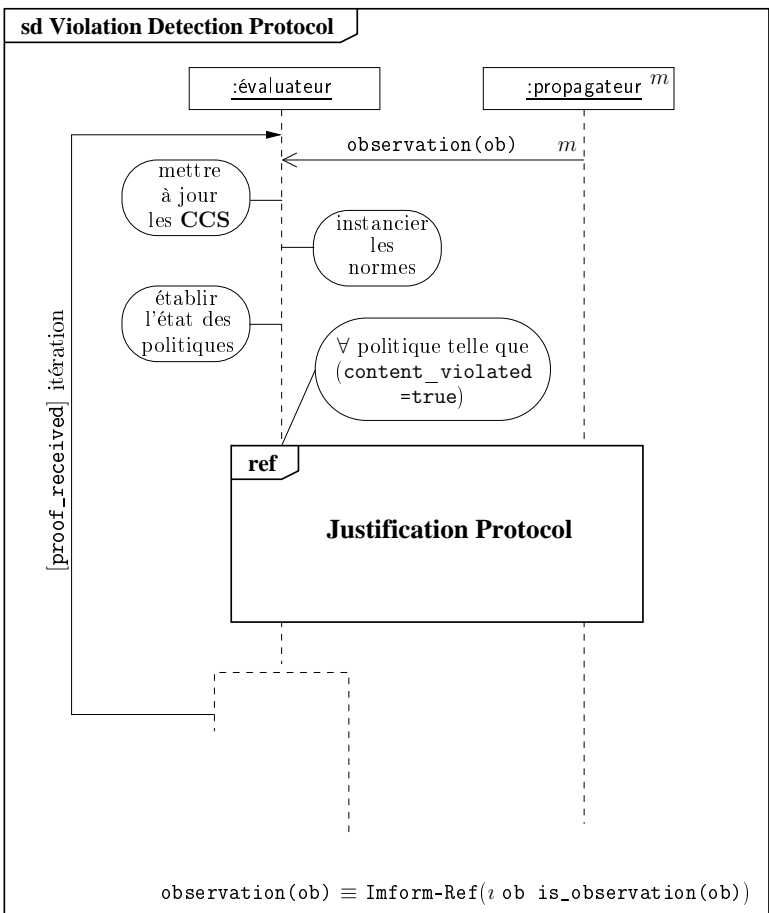 sd Violation Detection Protocol
:évaluateur
:propagateur m
observation(ob) m
mettre
à jour
les CCS
instancier
les
normes
établir
l'état des
politiques
∀ politique telle que
(content_violated
=true)
[proof_received] itération
ref
Justification Protocol
observation(ob) ≡ Imform-Ref(ı ob is_observation(ob))